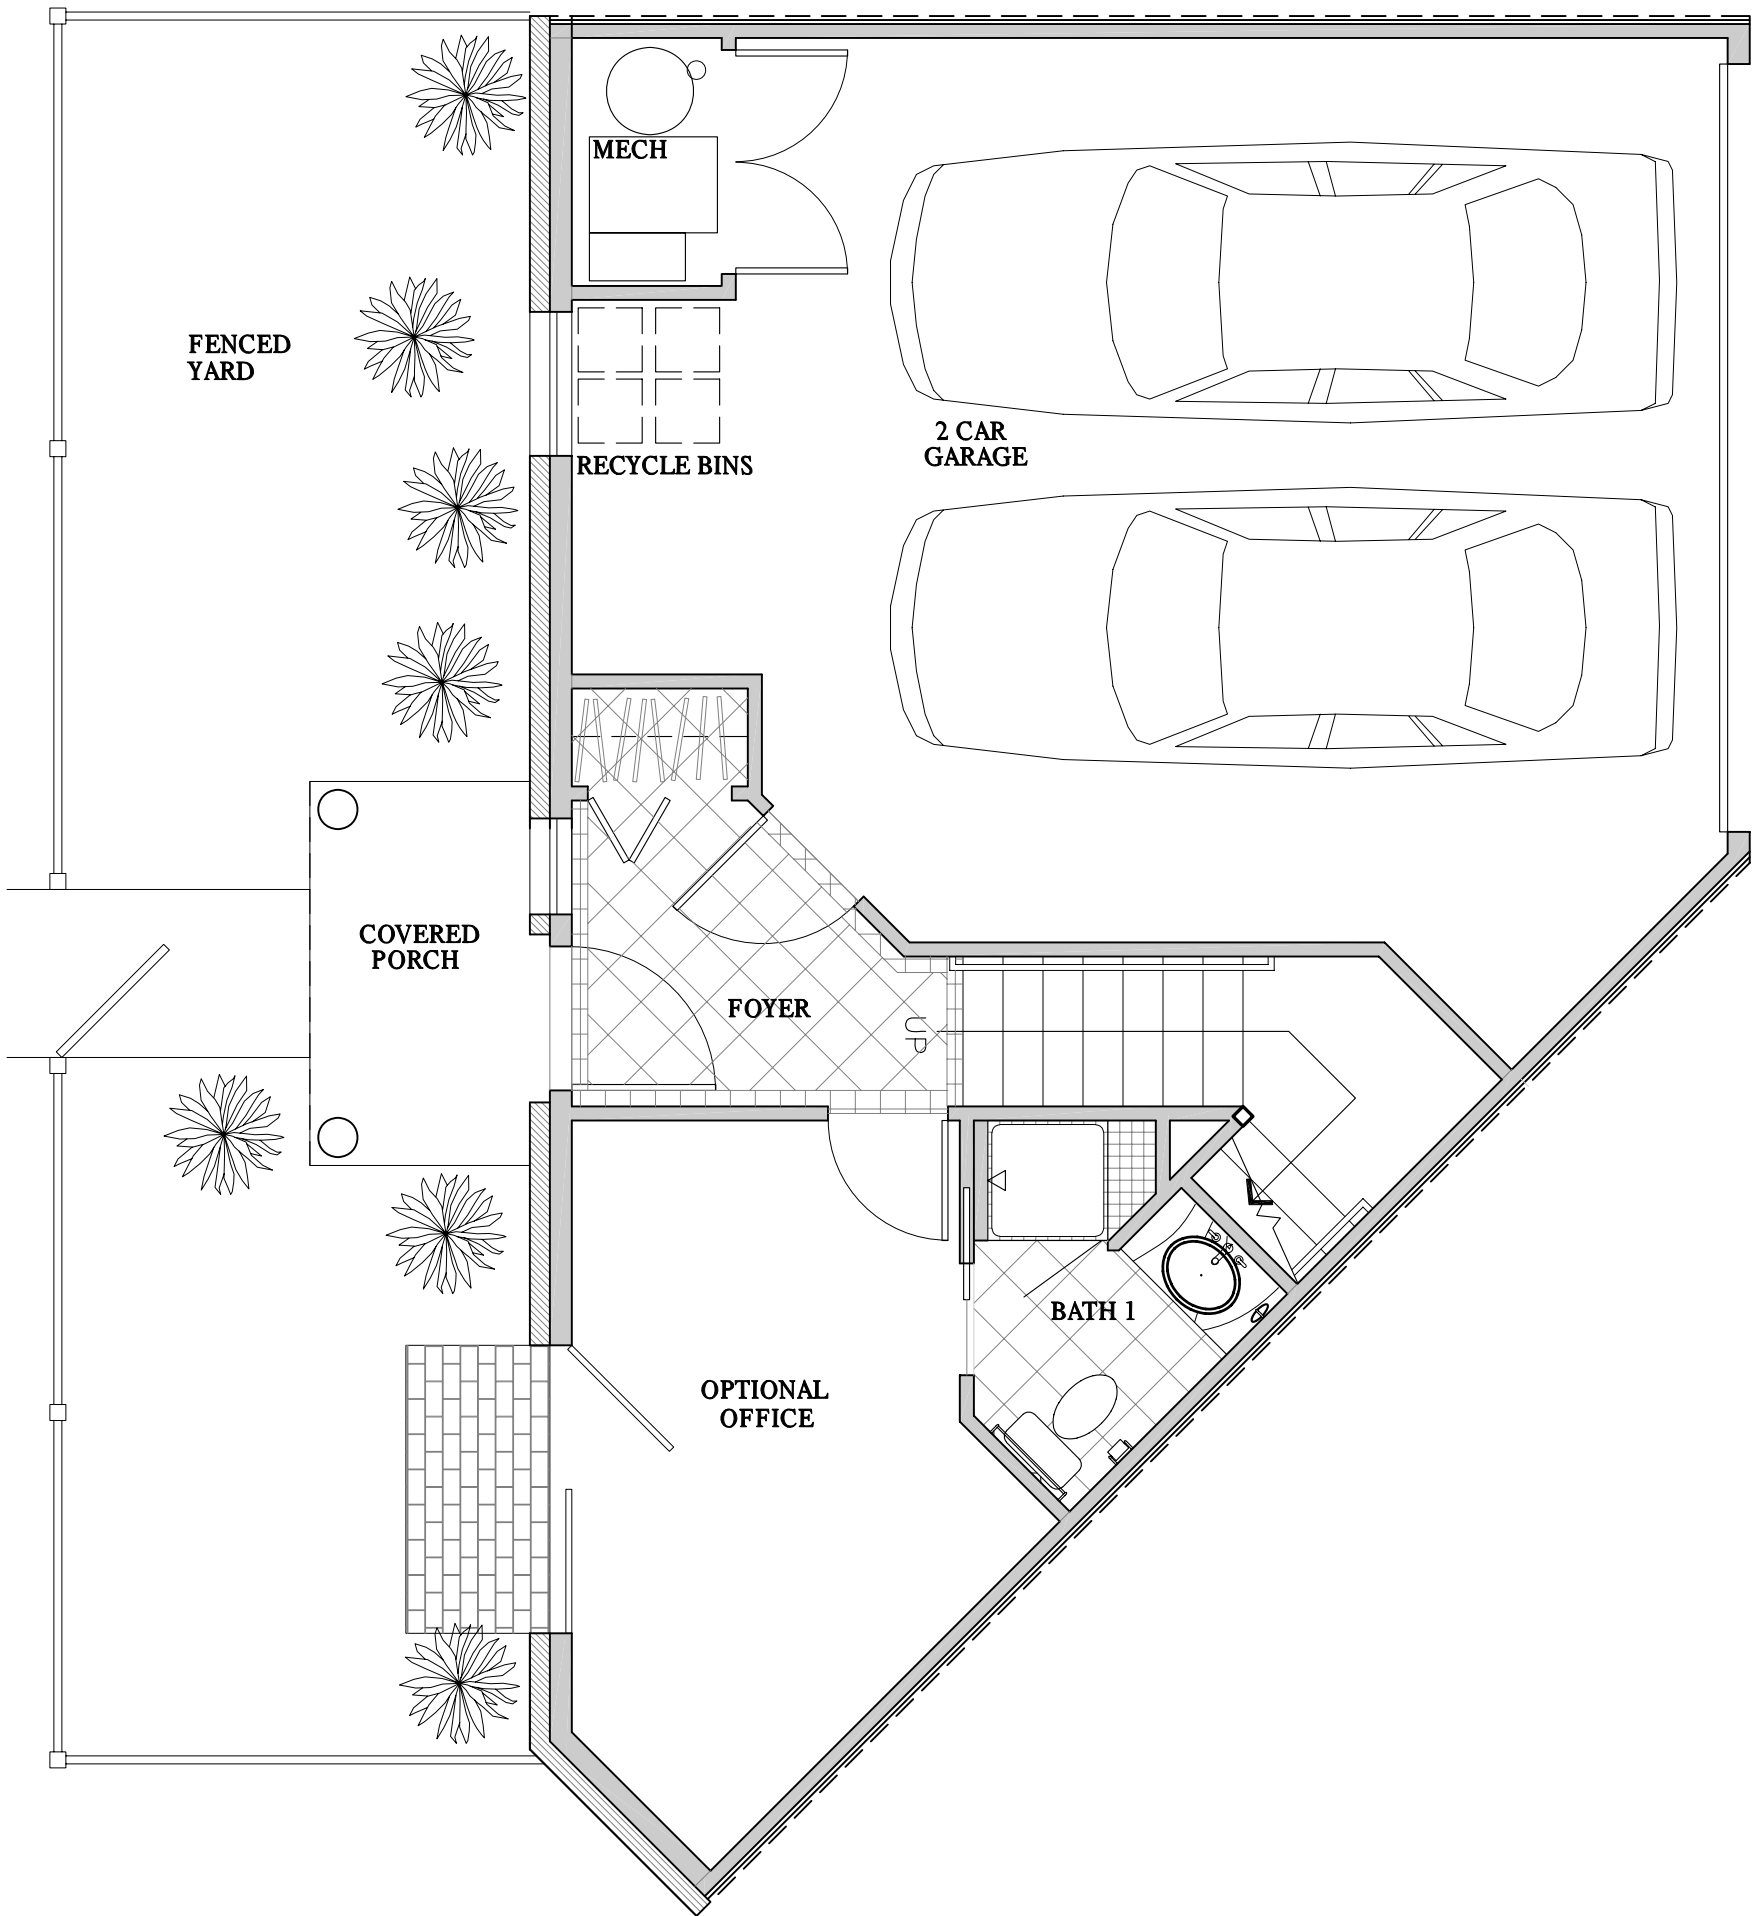 MECH
FENCED
YARD
2 CAR
GARAGE
RECYCLE BINS
COVERED
PORCH
FOYER
UP
BATH 1
OPTIONAL
OFFICE